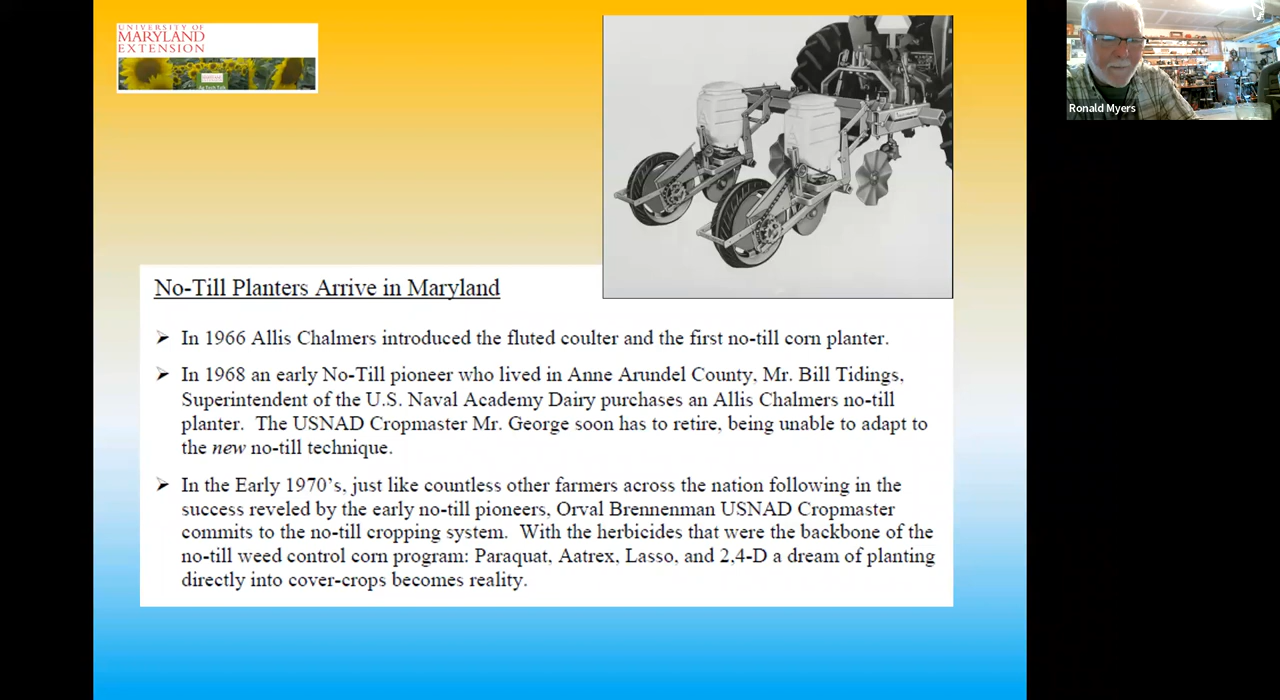 UNIVERSITY OF
MARYLAND
EXTENSION
Ag Tech Talk
Ronald Myers
No-Till Planters Arrive in Maryland
➢ In 1966 Allis Chalmers introduced the fluted coulter and the first no-till corn planter.
➢ In 1968 an early No-Till pioneer who lived in Anne Arundel County, Mr. Bill Tidings,
Superintendent of the U.S. Naval Academy Dairy purchases an Allis Chalmers no-till
planter. The USNAD Cropmaster Mr. George soon has to retire, being unable to adapt to
the new no-till technique.
➢ In the Early 1970's, just like countless other farmers across the nation following in the
success reveled by the early no-till pioneers, Orval Brennenman USNAD Cropmaster
commits to the no-till cropping system. With the herbicides that were the backbone of the
no-till weed control corn program: Paraquat, Aatrex, Lasso, and 2,4-D a dream of planting
directly into cover-crops becomes reality.